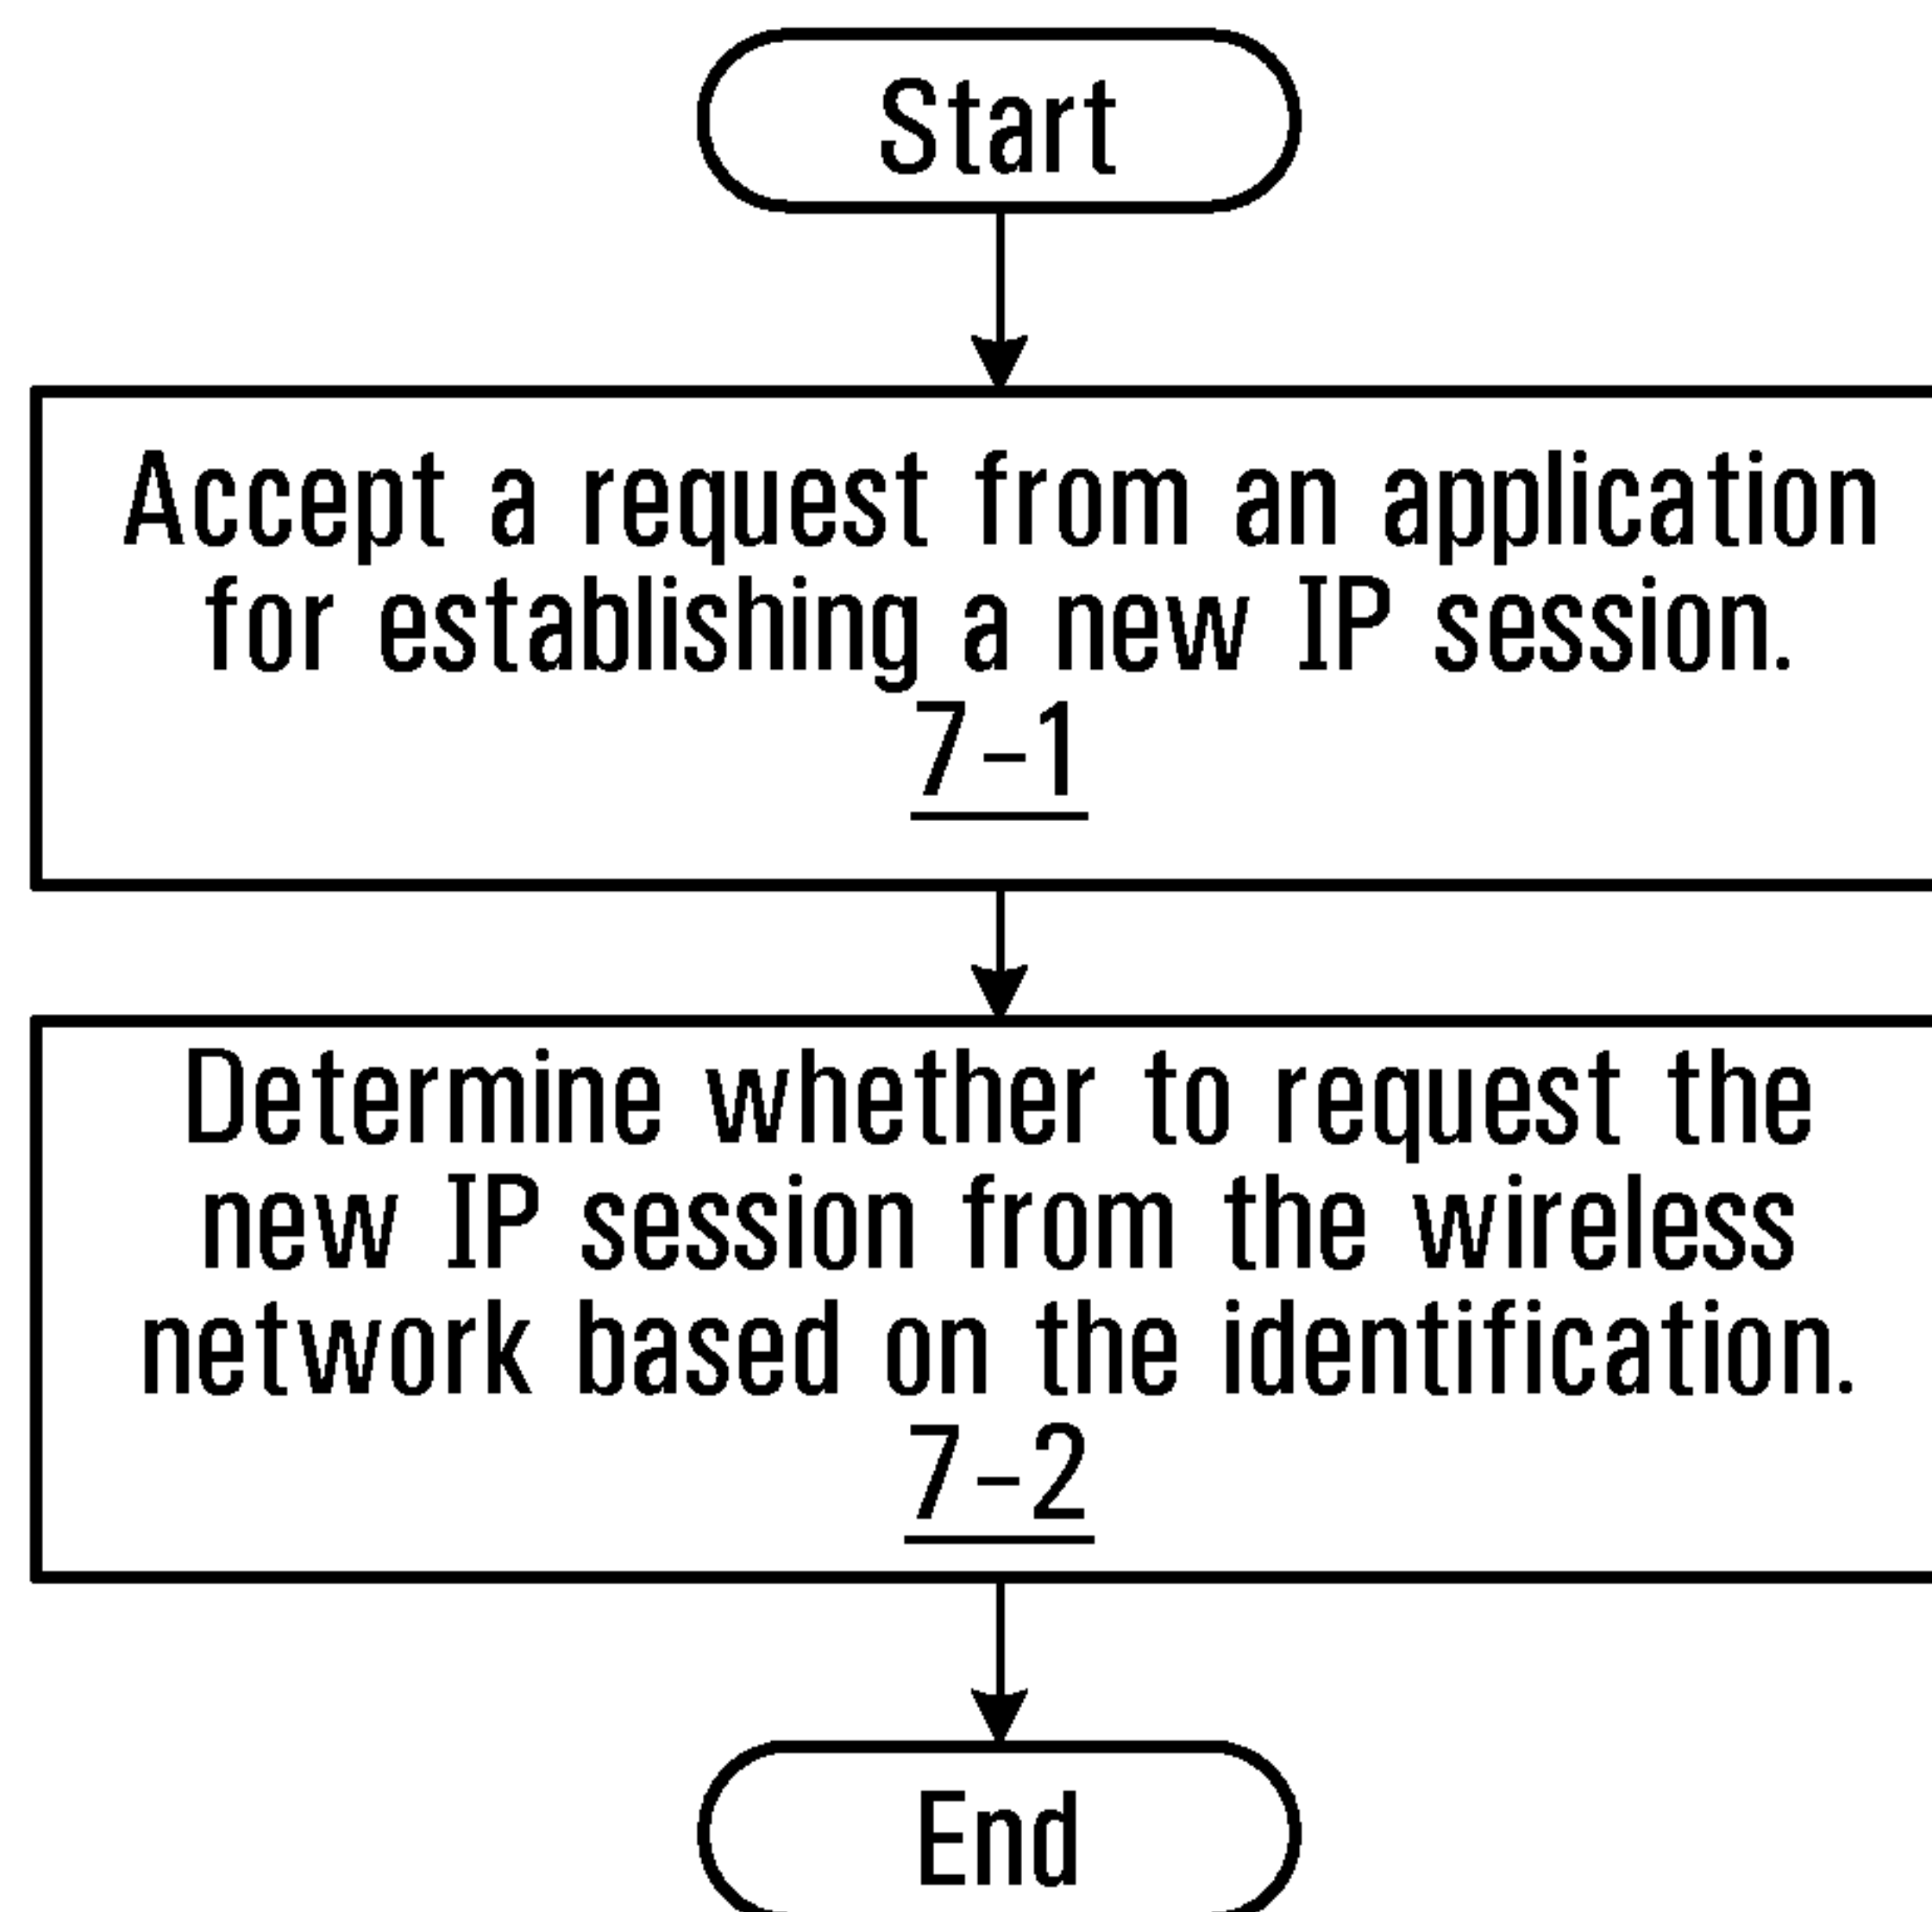 Start
Accept a request from an application
for establishing a new IP session.
7-1
Determine whether to request the
new IP session from the wireless
network based on the identification.
7-2
End